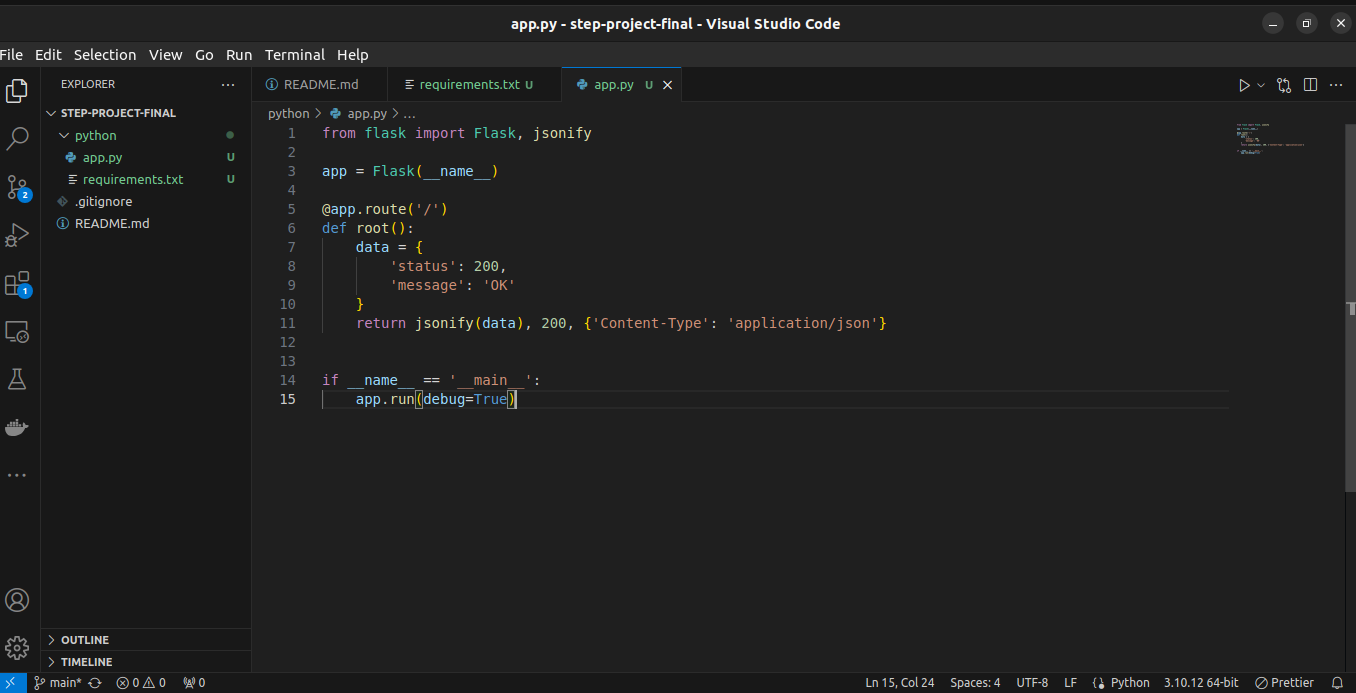 app.py - step-project-final - Visual Studio Code
File Edit Selection View Go Run Terminal Help
EXPLORER
STEP-PROJECT-FINAL
python
app.py U
requirements.txt U
.gitignore
README.md
OUTLINE
TIMELINE
2
1
README.md
requirements.txt U
app.py U
python > app.py > ...
1 from flask import Flask, jsonify
2
3 app = Flask(__name__)
4
5 @app.route('/')
6 def root():
7     data = {
8         'status': 200,
9         'message': 'OK'
10     }
11     return jsonify(data), 200, {'Content-Type': 'application/json'}
12
13
14 if __name__ == '__main__':
15     app.run(debug=True)
main* 0 0 0 Ln 15, Col 24 Spaces: 4 UTF-8 LF Python 3.10.12 64-bit Prettier